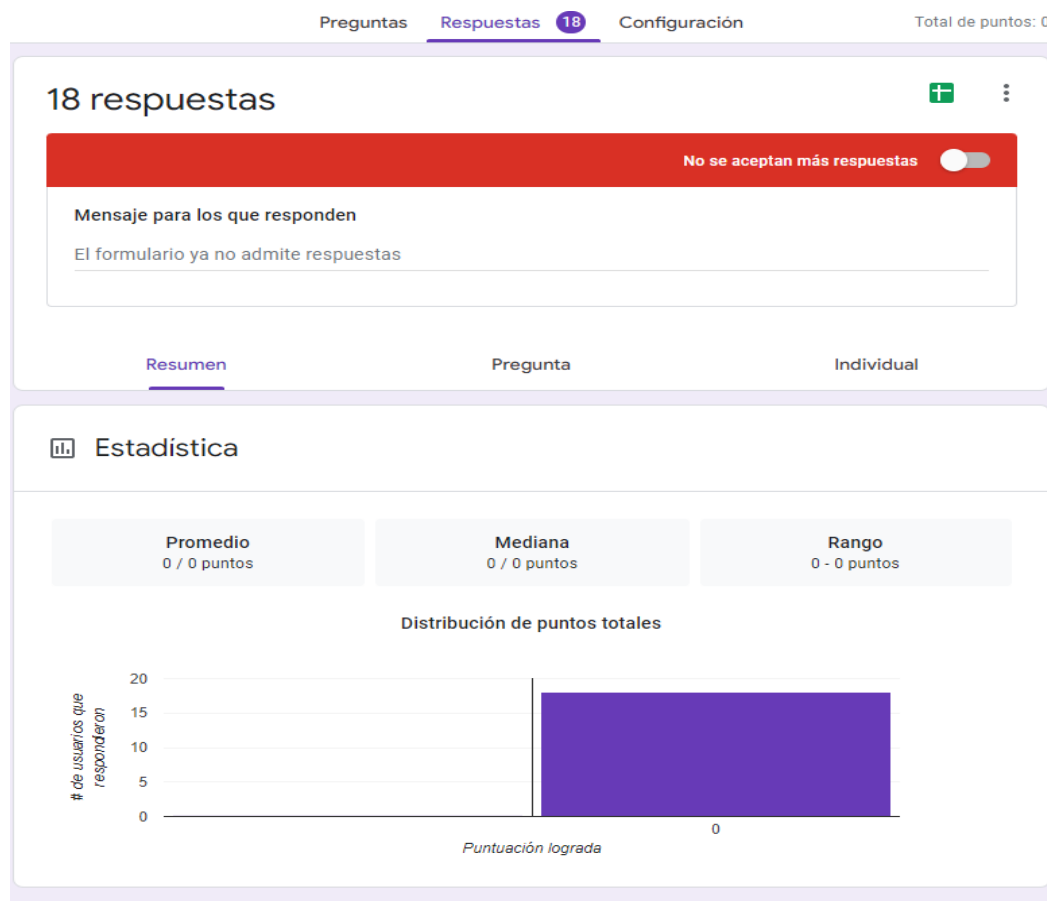 Preguntas Respuestas 18 Configuración Total de puntos: 0
18 respuestas
No se aceptan más respuestas
Mensaje para los que responden
El formulario ya no admite respuestas
Resumen Pregunta Individual
Estadística
Promedio Mediana Rango
0 / 0 puntos 0 / 0 puntos 0 - 0 puntos
Distribución de puntos totales
# de usuarios que
respondieron
20
15
10
5
0
0
Puntuación lograda